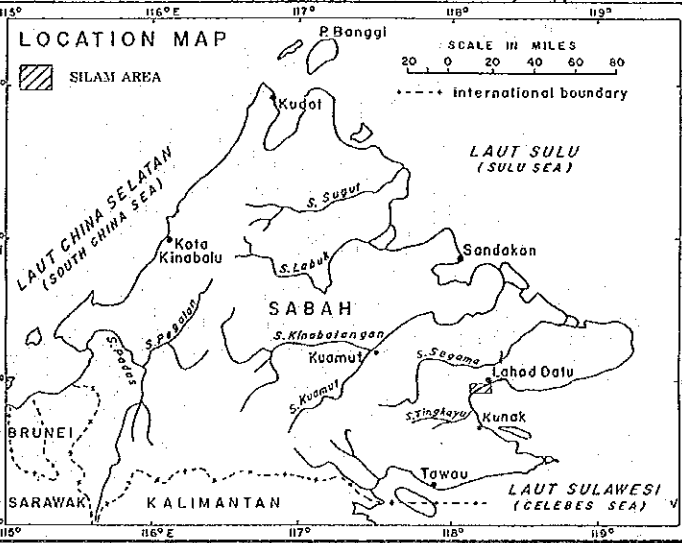 115° 116°E 117° 118° 119°
LOCATION MAP
SILAM AREA
P. Banggi
SCALE IN MILES
20 0 20 40 60 80
international boundary
Kudat
LAUT SULU
(SULU SEA)
LAUT CHINA SELATAN
(SOUTH CHINA SEA)
S. Sugut
Kota
Kinabalu
S. Labuk
Sandakan
SABAH
S. Pegalan
S. Padas
S. Kinabatangan
Kuamut
S. Segama
Lahad Datu
S. Kuamut
S. Tingkayu
Kunak
BRUNEI
Tawau
SARAWAK
KALIMANTAN
LAUT SULAWESI
(CELEBES SEA)
115° 116°E 117° 118° 119°